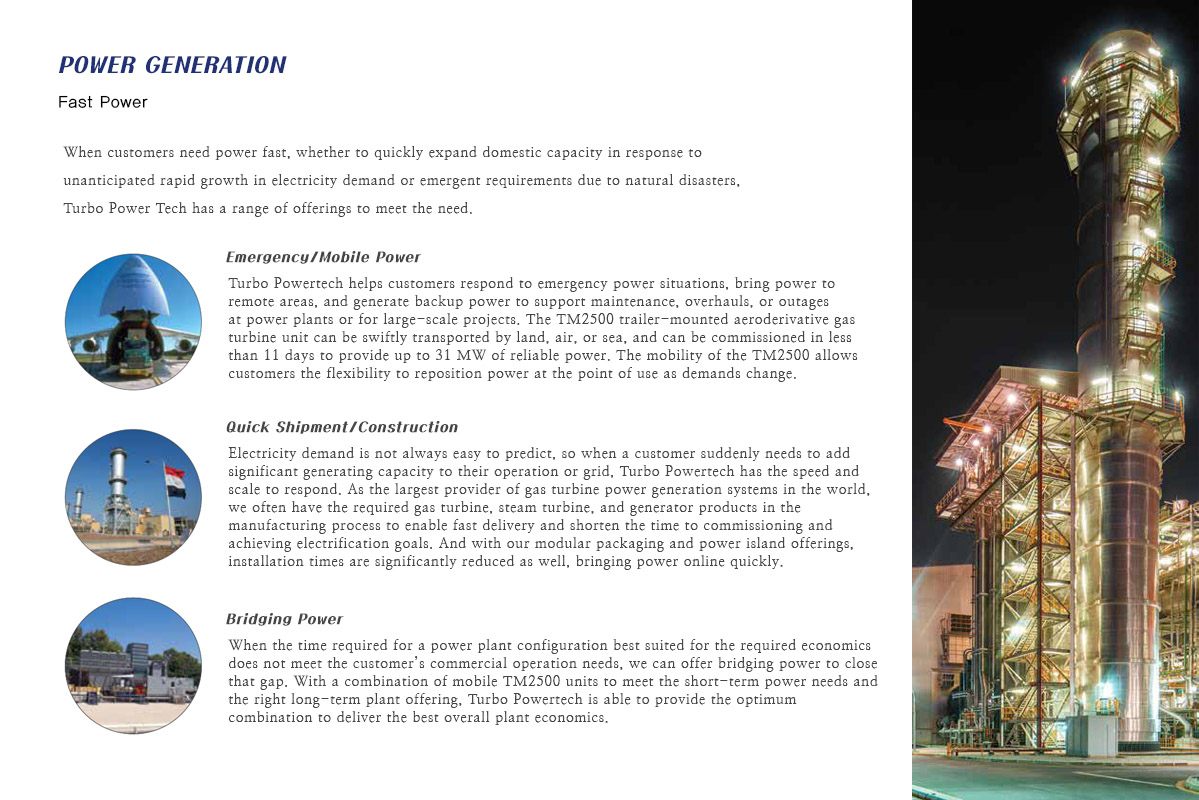 POWER GENERATION
Fast Power
When customers need power fast, whether to quickly expand domestic capacity in response to
unanticipated rapid growth in electricity demand or emergent requirements due to natural disasters,
Turbo Power Tech has a range of offerings to meet the need.
Emergency/Mobile Power
Turbo Powertech helps customers respond to emergency power situations, bring power to
remote areas, and generate backup power to support maintenance, overhauls, or outages
at power plants or for large-scale projects. The TM2500 trailer-mounted aeroderivative gas
turbine unit can be swiftly transported by land, air, or sea, and can be commissioned in less
than 11 days to provide up to 31 MW of reliable power. The mobility of the TM2500 allows
customers the flexibility to reposition power at the point of use as demands change.
Quick Shipment/Construction
Electricity demand is not always easy to predict, so when a customer suddenly needs to add
significant generating capacity to their operation or grid, Turbo Powertech has the speed and
scale to respond. As the largest provider of gas turbine power generation systems in the world,
we often have the required gas turbine, steam turbine, and generator products in the
manufacturing process to enable fast delivery and shorten the time to commissioning and
achieving electrification goals. And with our modular packaging and power island offerings,
installation times are significantly reduced as well, bringing power online quickly.
Bridging Power
When the time required for a power plant configuration best suited for the required economics
does not meet the customer's commercial operation needs, we can offer bridging power to close
that gap. With a combination of mobile TM2500 units to meet the short-term power needs and
the right long-term plant offering, Turbo Powertech is able to provide the optimum
combination to deliver the best overall plant economics.